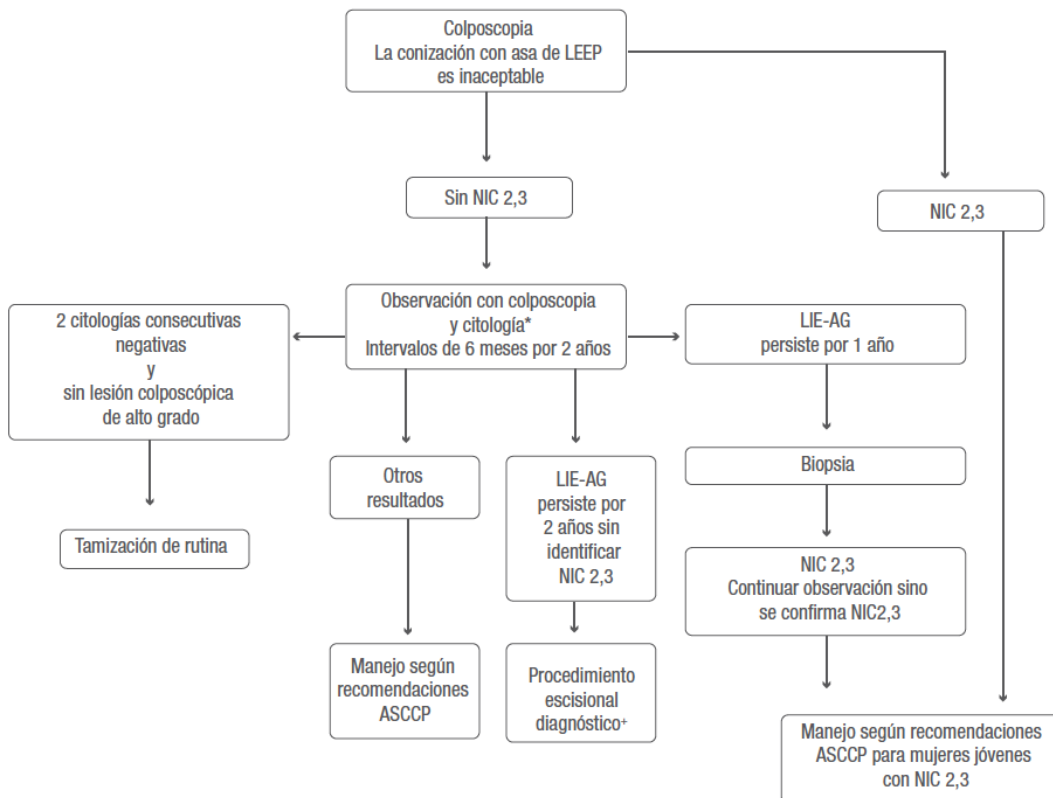 Colposcopia
La conización con asa de LEEP
es inaceptable
Sin NIC 2,3
NIC 2,3
2 citologías consecutivas
negativas
y
sin lesión colposcópica
de alto grado
Observación con colposcopia
y citología*
Intervalos de 6 meses por 2 años
LIE-AG
persiste por 1 año
Otros
resultados
LIE-AG
persiste por
2 años sin
identificar
NIC 2,3
Biopsia
Tamización de rutina
NIC 2,3
Continuar observación sino
se confirma NIC2,3
Manejo según
recomendaciones
ASCCP
Procedimiento
escisional
diagnóstico+
Manejo según recomendaciones
ASCCP para mujeres jóvenes
con NIC 2,3